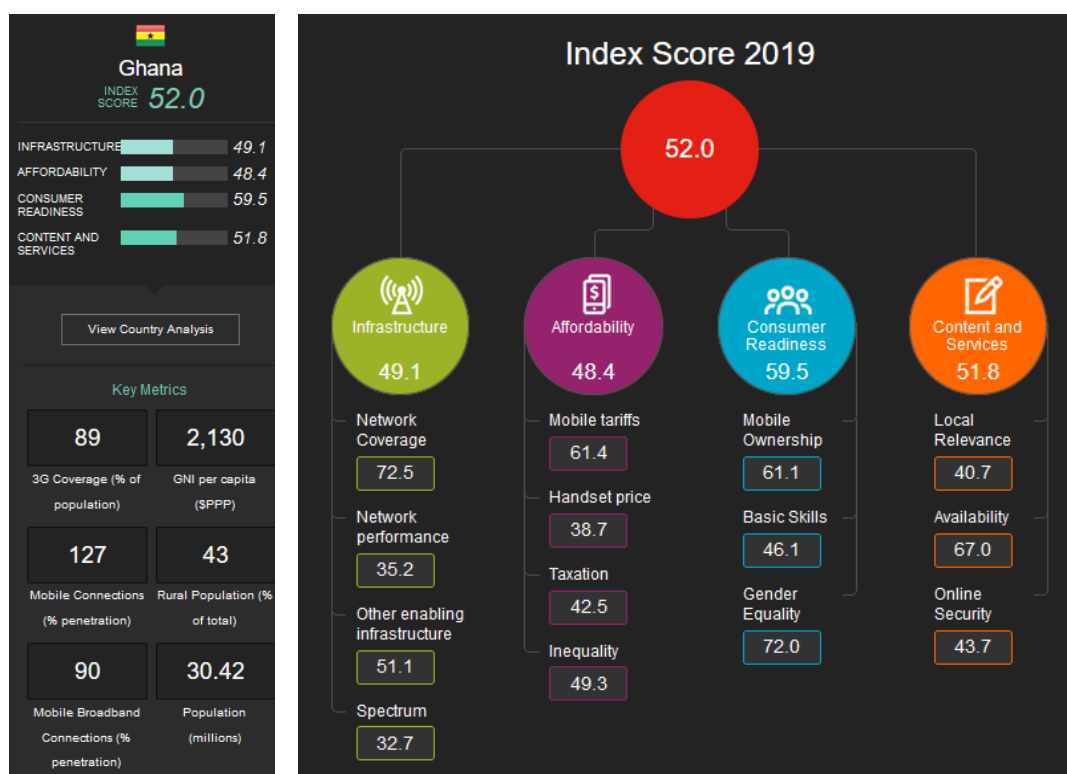 Ghana
INDEX
SCORE 52.0
INFRASTRUCTURE 49.1
AFFORDABILITY 48.4
CONSUMER
READINESS 59.5
CONTENT AND
SERVICES 51.8
View Country Analysis
Key Metrics
89
3G Coverage (% of
population)
2,130
GNI per capita
($PPP)
127
Mobile Connections
(% penetration)
43
Rural Population (%
of total)
90
Mobile Broadband
Connections (%
penetration)
30.42
Population
(millions)
Index Score 2019
52.0
Infrastructure
49.1
Network
Coverage
72.5
Network
performance
35.2
Other enabling
infrastructure
51.1
Spectrum
32.7
$
Affordability
48.4
Mobile tariffs
61.4
Handset price
38.7
Taxation
42.5
Inequality
49.3
Consumer
Readiness
59.5
Mobile
Ownership
61.1
Basic Skills
46.1
Gender
Equality
72.0
Content and
Services
51.8
Local
Relevance
40.7
Availability
67.0
Online
Security
43.7